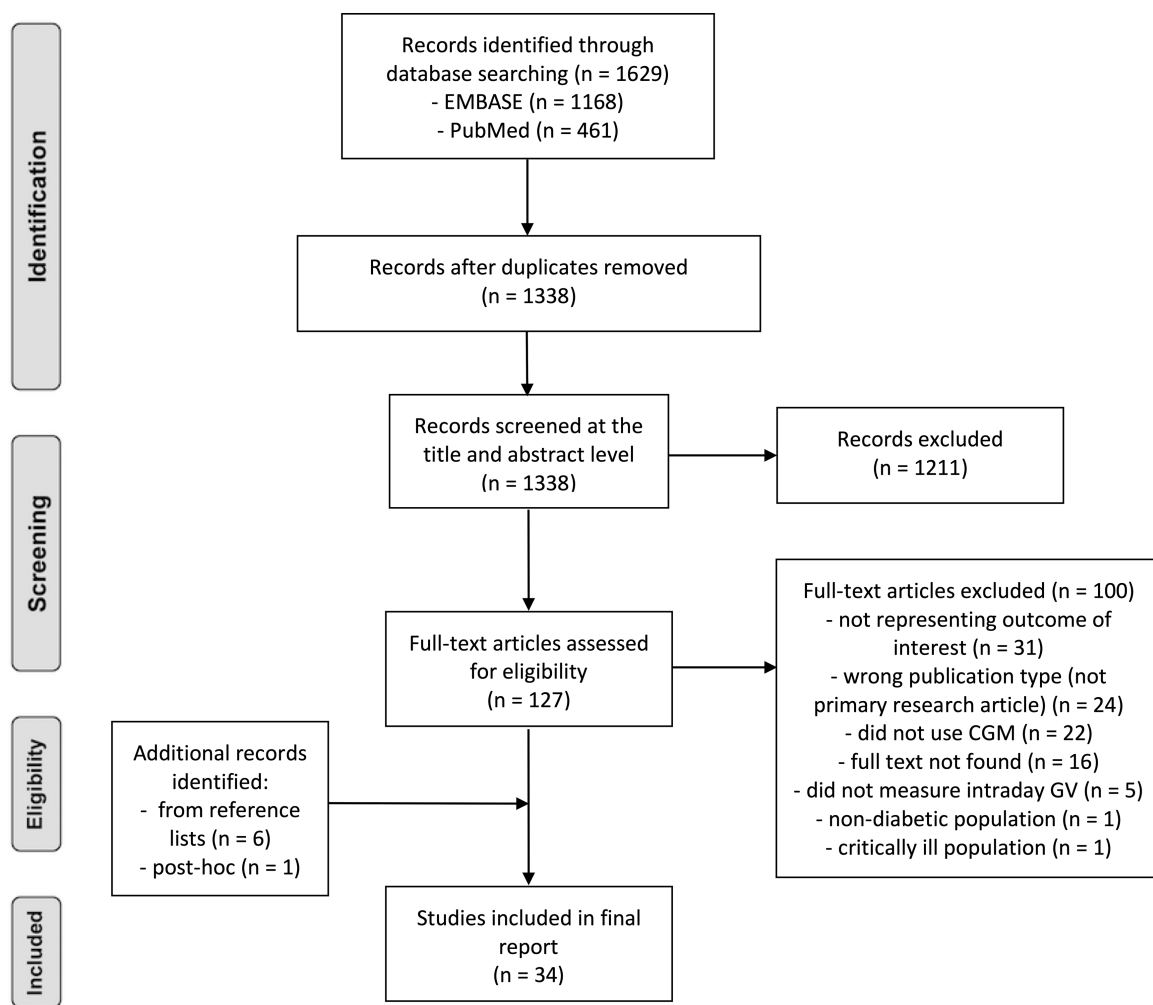 Identification
Records identified through
database searching (n = 1629)
- EMBASE (n = 1168)
- PubMed (n = 461)
Records after duplicates removed
(n = 1338)
Screening
Records screened at the
title and abstract level
(n = 1338)
Records excluded
(n = 1211)
Full-text articles assessed
for eligibility
(n = 127)
Full-text articles excluded (n = 100)
- not representing outcome of
interest (n = 31)
- wrong publication type (not
primary research article) (n = 24)
- did not use CGM (n = 22)
- full text not found (n = 16)
- did not measure intraday GV (n = 5)
- non-diabetic population (n = 1)
- critically ill population (n = 1)
Eligibility
Additional records
identified:
- from reference
lists (n = 6)
- post-hoc (n = 1)
Included
Studies included in final
report
(n = 34)